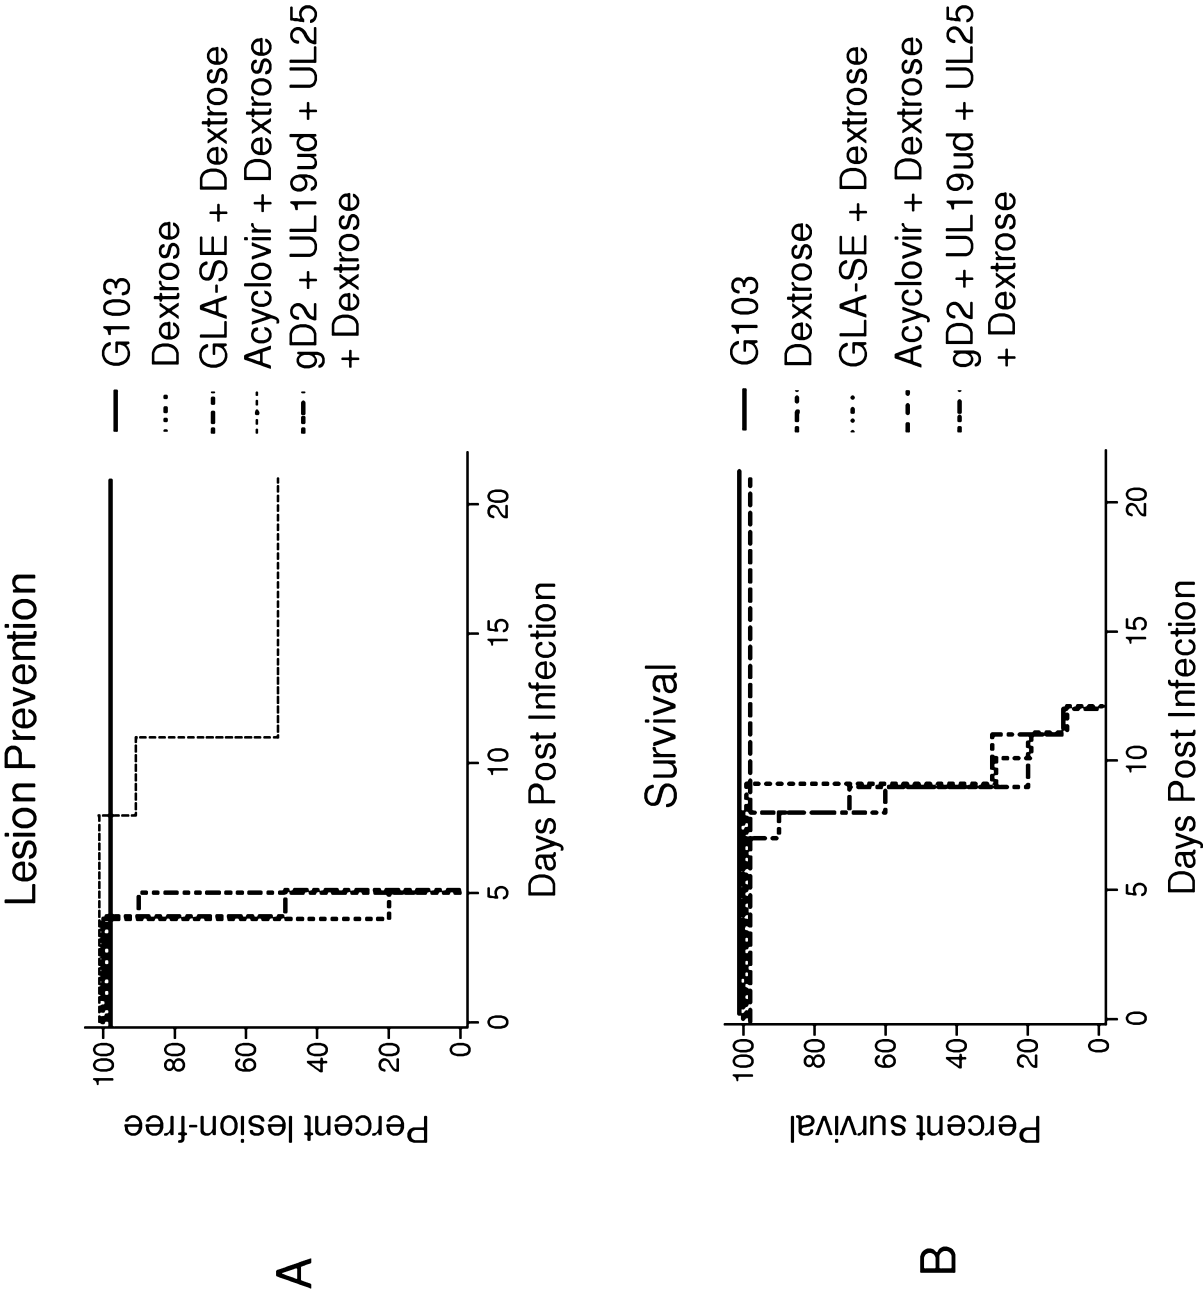 A
Lesion Prevention
Percent lesion-free
100
80
60
40
20
0
0
5
10
15
20
Days Post Infection
G103
Dextrose
GLA-SE + Dextrose
Acyclovir + Dextrose
gD2 + UL19ud + UL25
+ Dextrose
B
Survival
Percent survival
100
80
60
40
20
0
0
5
10
15
20
Days Post Infection
G103
Dextrose
GLA-SE + Dextrose
Acyclovir + Dextrose
gD2 + UL19ud + UL25
+ Dextrose